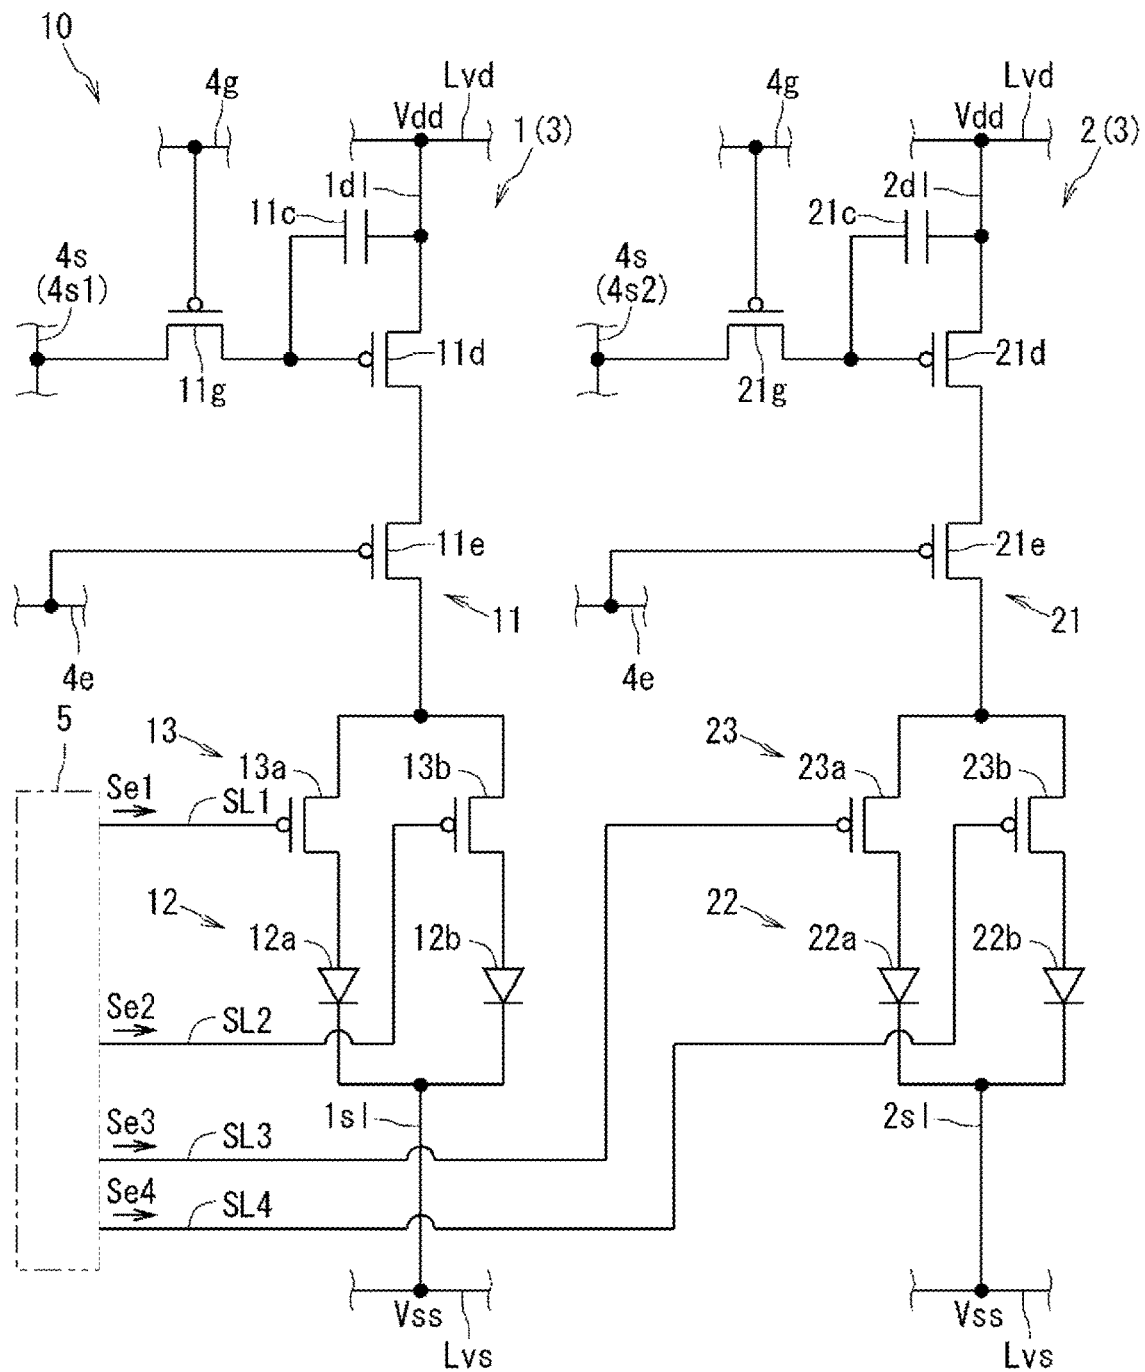 10
4g
Lvd
Vdd
1(3)
4g
Lvd
Vdd
2(3)
1dl
11c
2dl
21c
4s
(4s1)
4s
(4s2)
11d
21d
11g
21g
11e
21e
11
21
4e
4e
5
13
13a
13b
23
23a
23b
Se1
SL1
12
12a
12b
22
22a
22b
Se2
SL2
1sl
2sl
Se3
SL3
Se4
SL4
Vss
Vss
Lvs
Lvs